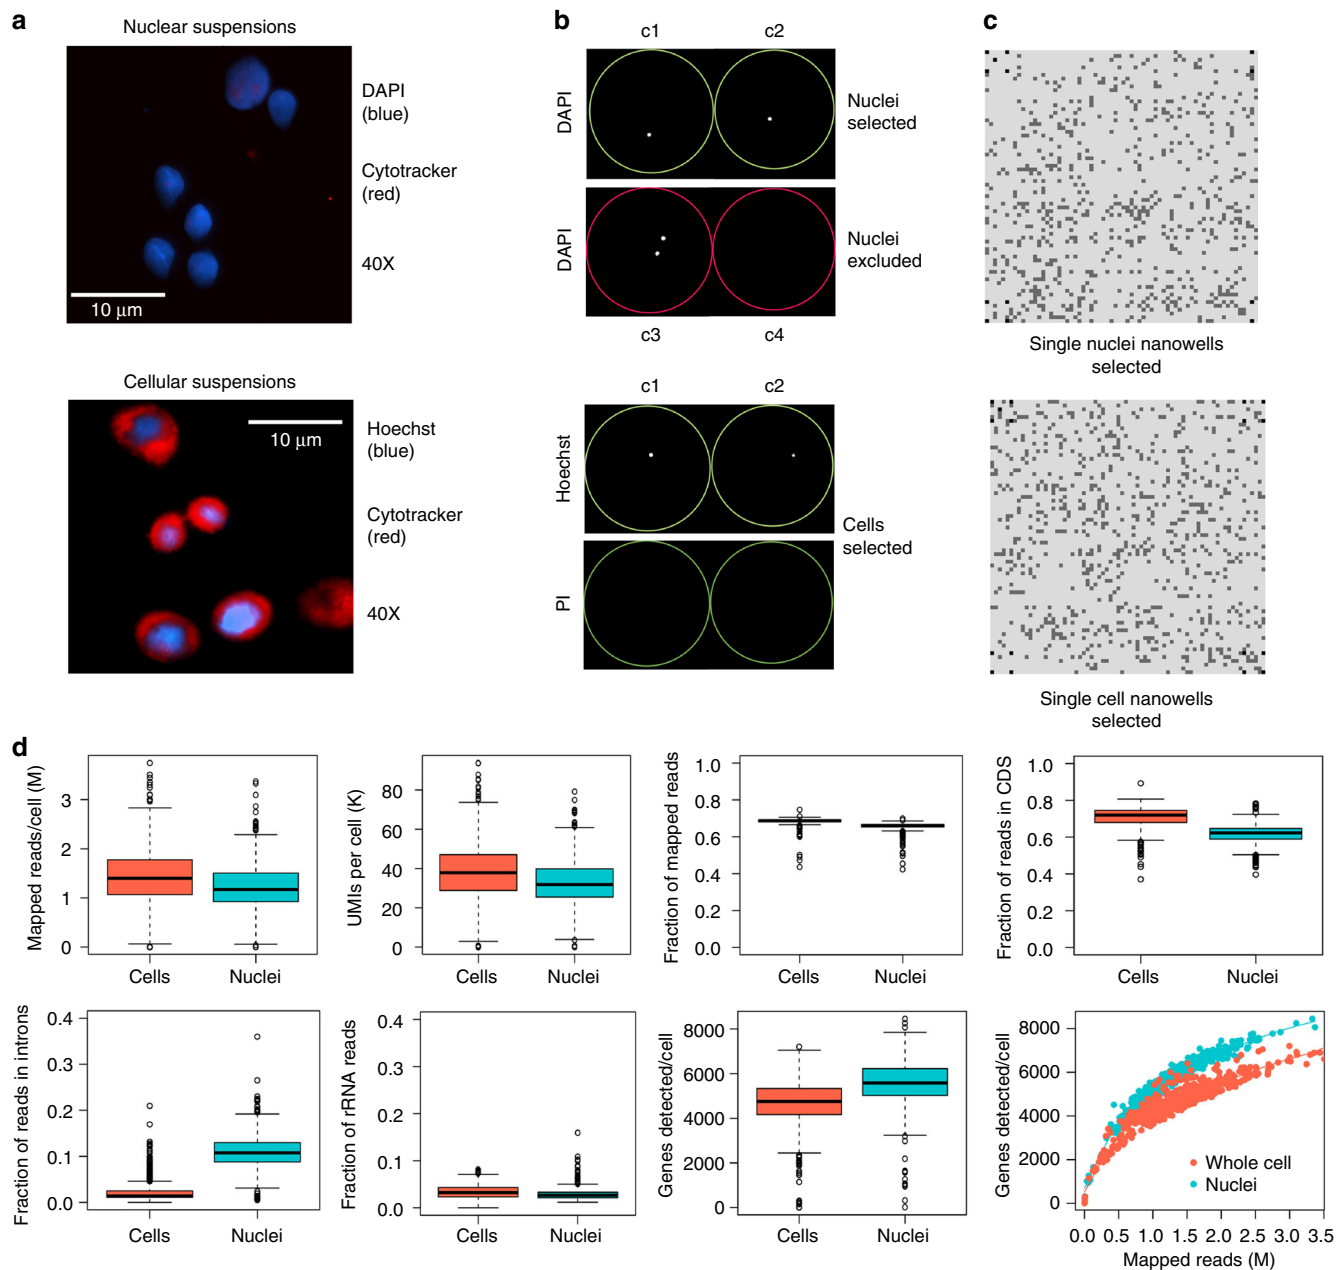 a
Nuclear suspensions
DAPI
(blue)
Cytotracker
(red)
40X
10 μm
Cellular suspensions
Hoechst
(blue)
Cytotracker
(red)
40X
10 μm
b
c1 c2
DAPI
Nuclei
selected
DAPI
Nuclei
excluded
c3 c4
c1 c2
Hoechst
PI
Cells
selected
c
Single nuclei nanowells
selected
Single cell nanowells
selected
d
Mapped reads/cell (M)
3
2
1
0
Cells Nuclei
UMIs per cell (K)
80
60
40
20
0
Cells Nuclei
Fraction of mapped reads
1.0
0.8
0.6
0.4
0.2
0.0
Cells Nuclei
Fraction of reads in CDS
1.0
0.8
0.6
0.4
0.2
0.0
Cells Nuclei
Fraction of reads in introns
0.4
0.3
0.2
0.1
0.0
Cells Nuclei
Fraction of rRNA reads
0.4
0.3
0.2
0.1
0.0
Cells Nuclei
Genes detected/cell
8000
6000
4000
2000
0
Cells Nuclei
Genes detected/cell
8000
6000
4000
2000
0
Whole cell
Nuclei
0.0 0.5 1.0 1.5 2.0 2.5 3.0 3.5
Mapped reads (M)